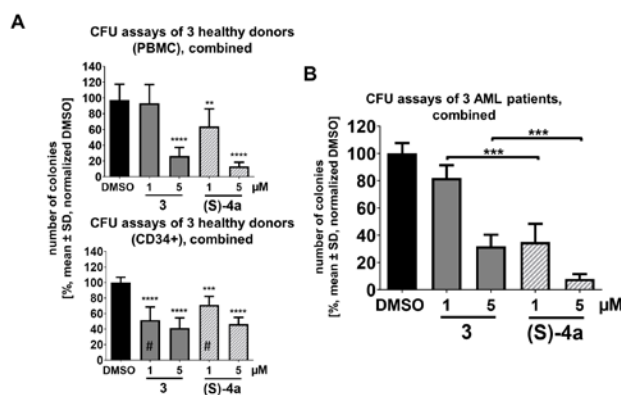 A
CFU assays of 3 healthy donors
(PBMC), combined
140
120
100
80
60
40
20
0
**
****
****
DMSO 1 5 1 5 µM
3 (S)-4a
number of colonies
[%, mean ± SD, normalized DMSO]
CFU assays of 3 healthy donors
(CD34+), combined
140
120
100
80
60
40
20
0
**** **** *** ****
# #
DMSO 1 5 1 5 µM
3 (S)-4a
B
CFU assays of 3 AML patients,
combined
number of colonies
[%, mean ± SD, normalized DMSO]
120
100
80
60
40
20
0
***
***
DMSO 1 5 1 5 µM
3 (S)-4a